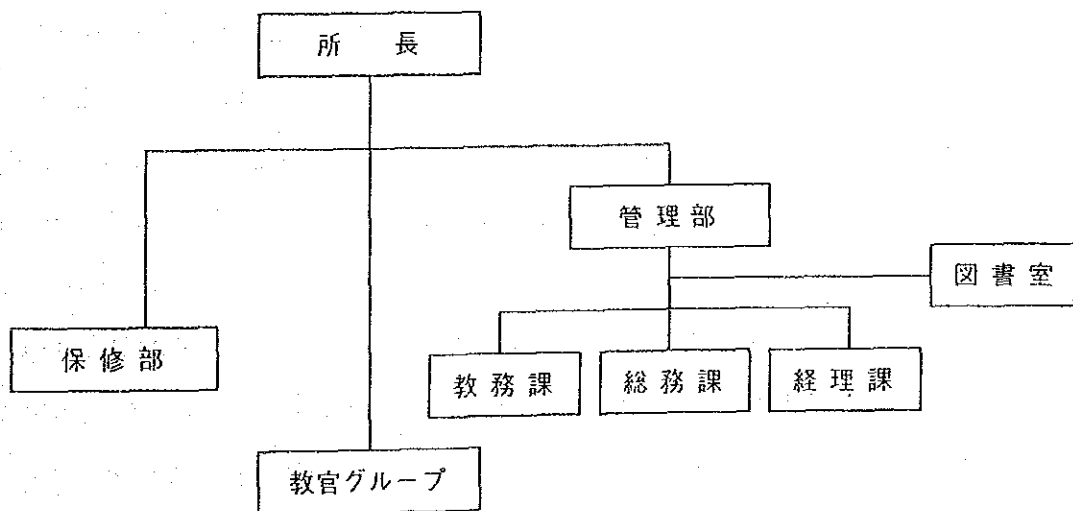 所長
管理部
図書室
保修部
教務課
総務課
経理課
教官グループ